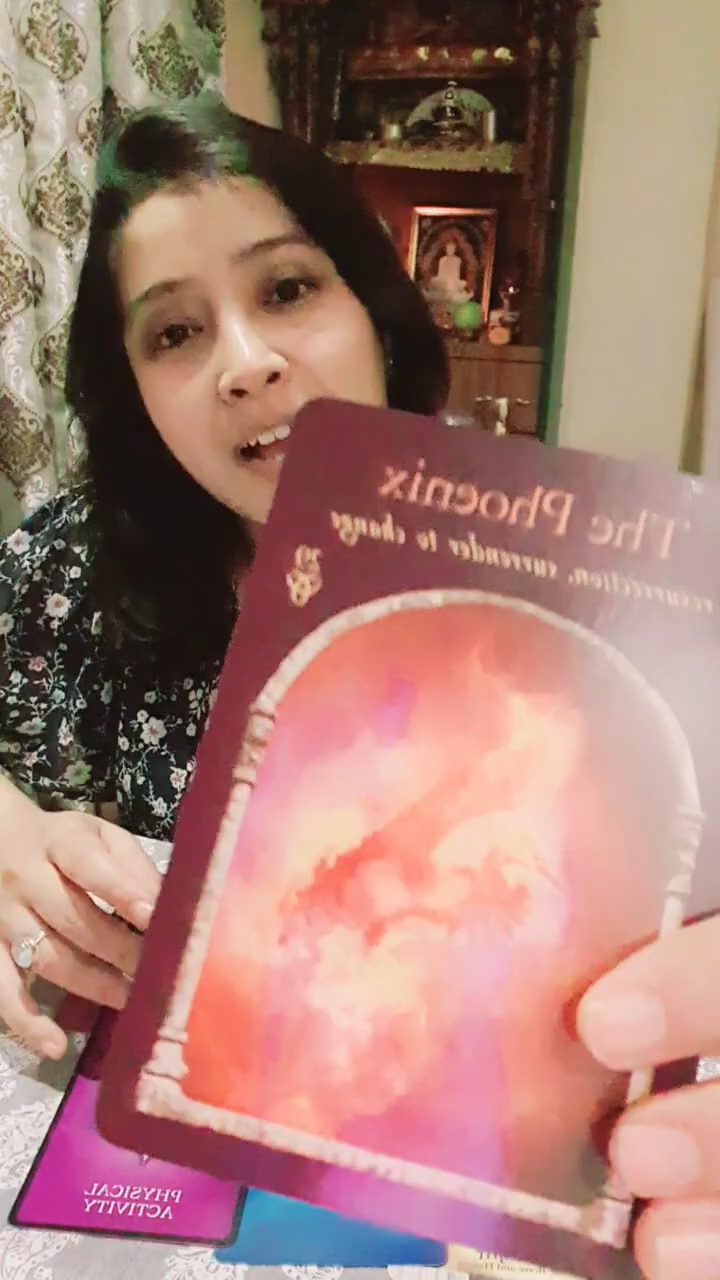 The Phoenix
resurrection, surrender to change
PHYSICAL
ACTIVITY